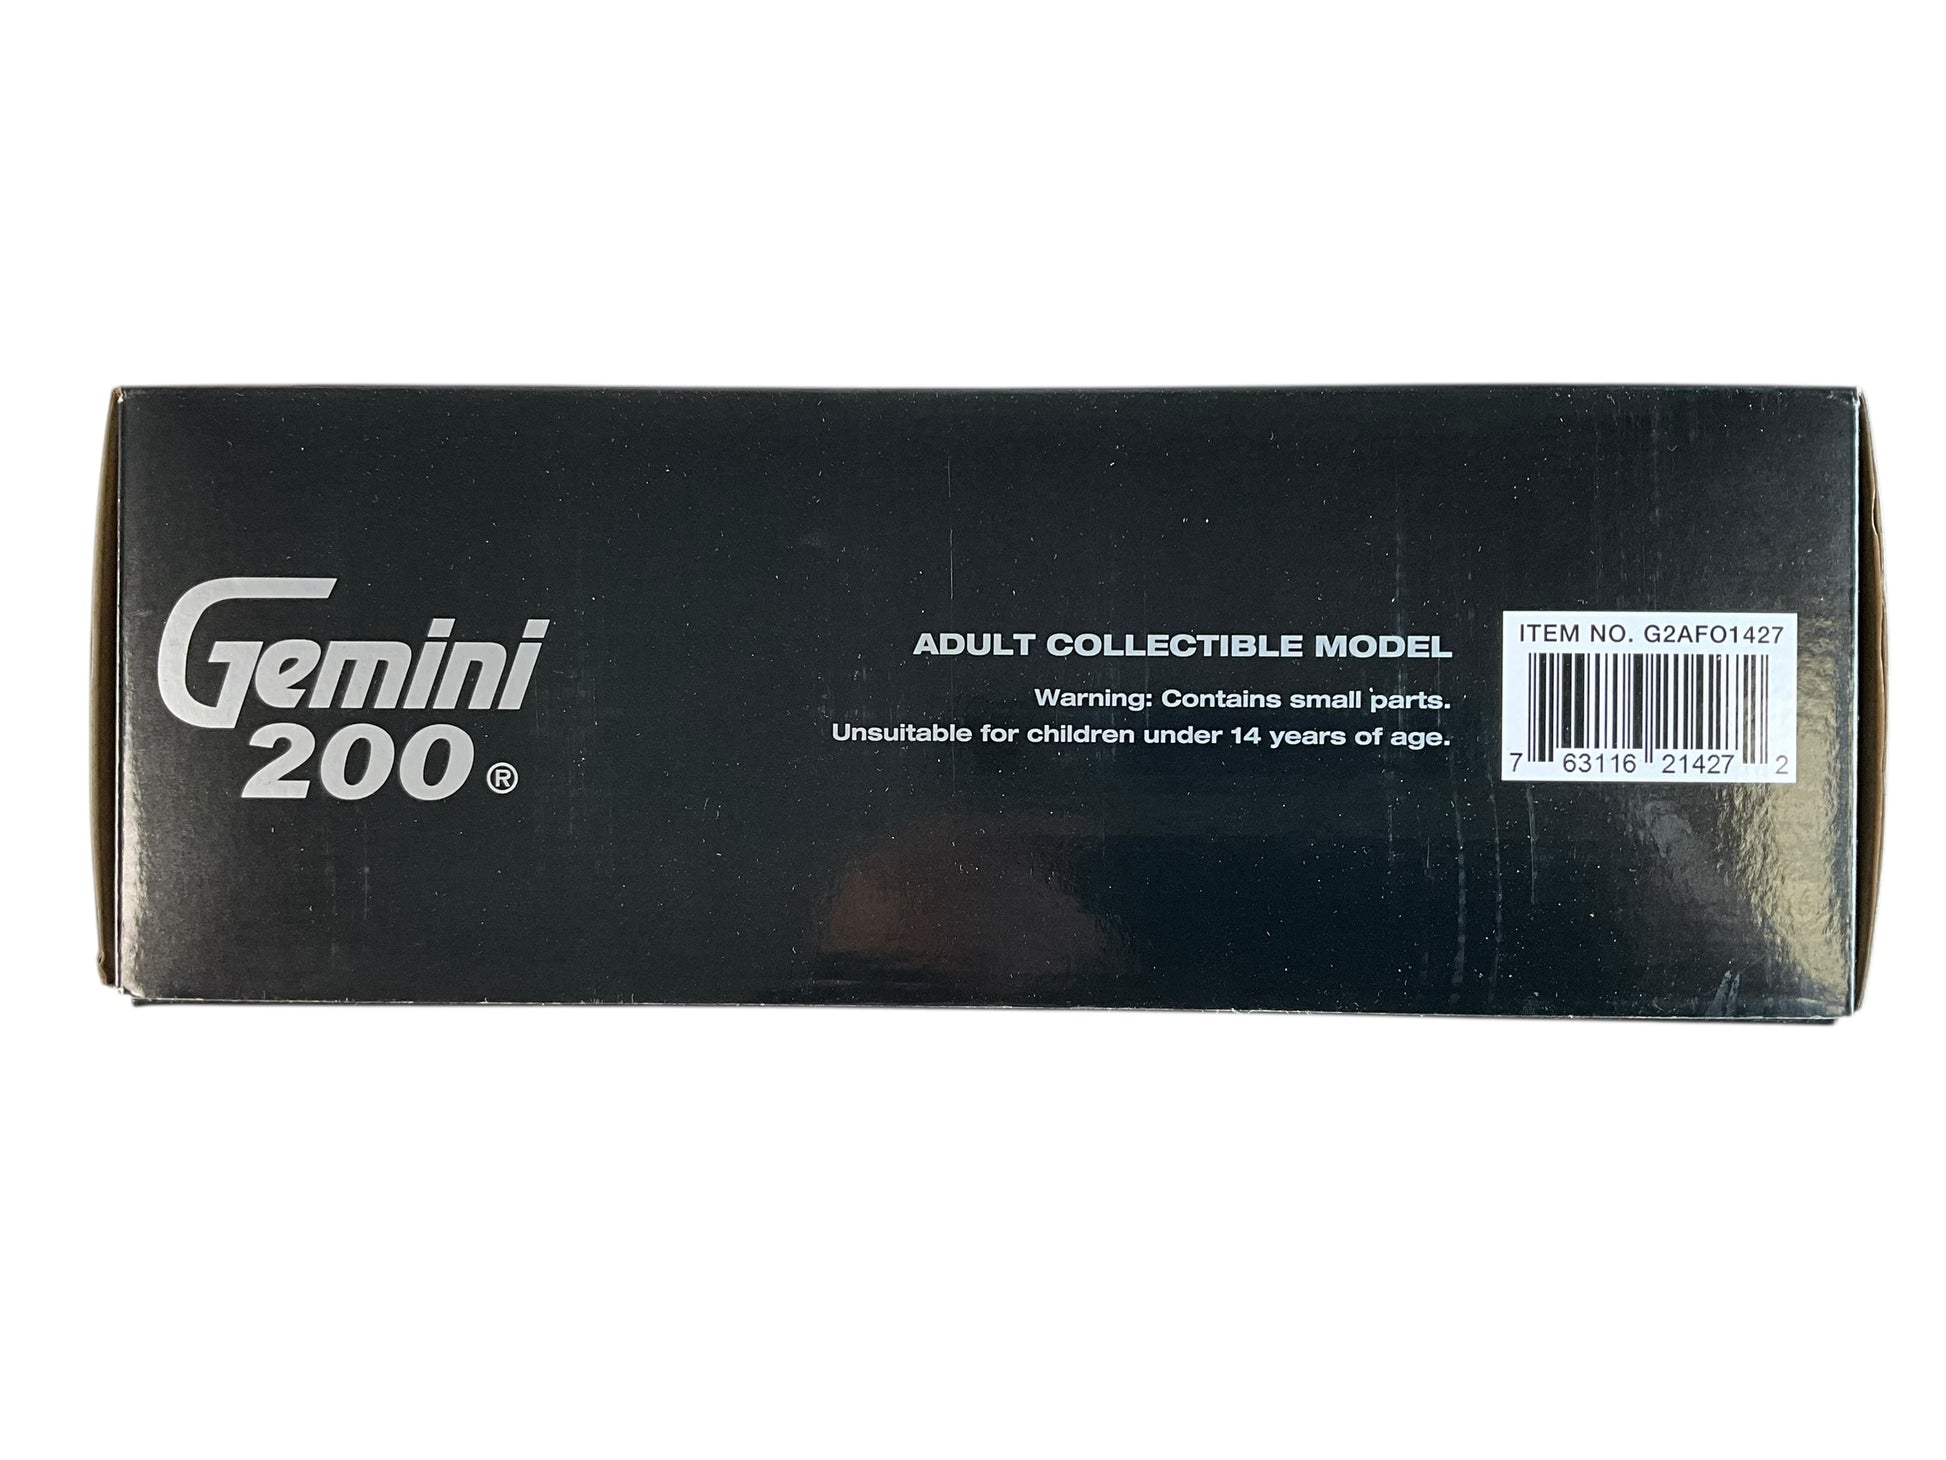 Gemini
200®
ADULT COLLECTIBLE MODEL
Warning: Contains small parts.
Unsuitable for children under 14 years of age.
ITEM NO. G2AFO1427
7 63116 21427 2